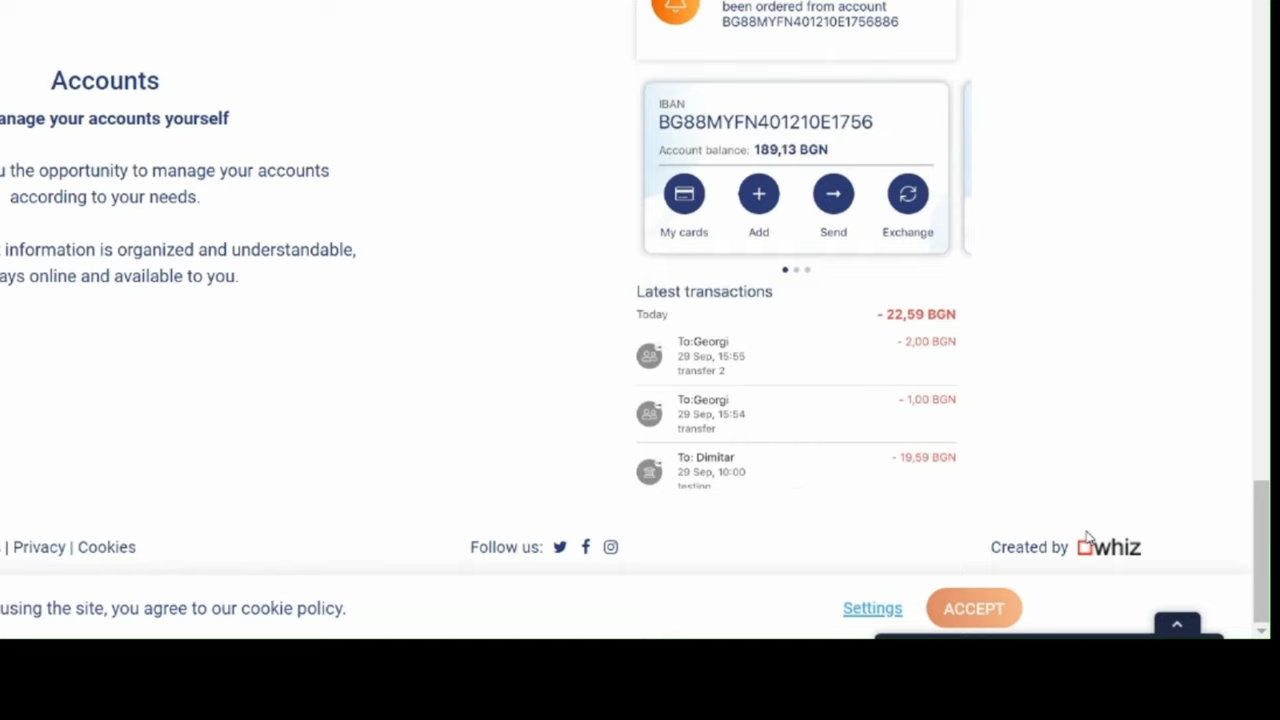 been ordered from account
BG88MYFN401210E1756886
Accounts
anage your accounts yourself
u the opportunity to manage your accounts
according to your needs.
information is organized and understandable,
ays online and available to you.
IBAN
BG88MYFN401210E1756
Account balance: 189,13 BGN
My cards
Add
Send
Exchange
Latest transactions
Today
- 22,59 BGN
To:Georgi
- 2,00 BGN
29 Sep, 15:55
transfer 2
To:Georgi
- 1,00 BGN
29 Sep, 15:54
transfer
To: Dimitar
- 19,59 BGN
29 Sep, 10:00
testing
| Privacy | Cookies
Follow us:
Created by whiz
using the site, you agree to our cookie policy.
Settings
ACCEPT